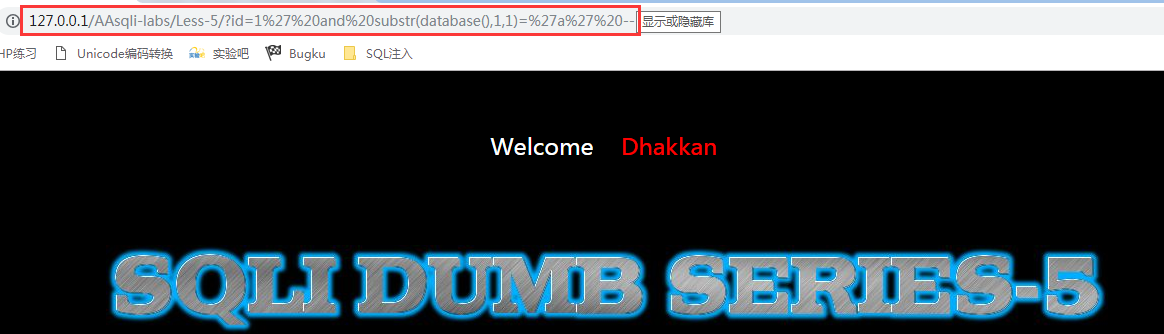 127.0.0.1/AAsqli-labs/Less-5/?id=1%27%20and%20substr(database(),1,1)=%27a%27%20-- 显示或隐藏库
HP练习 Unicode编码转换 实验吧 Bugku SQL注入
Welcome Dhakkan
SQLI DUMB SERIES-5